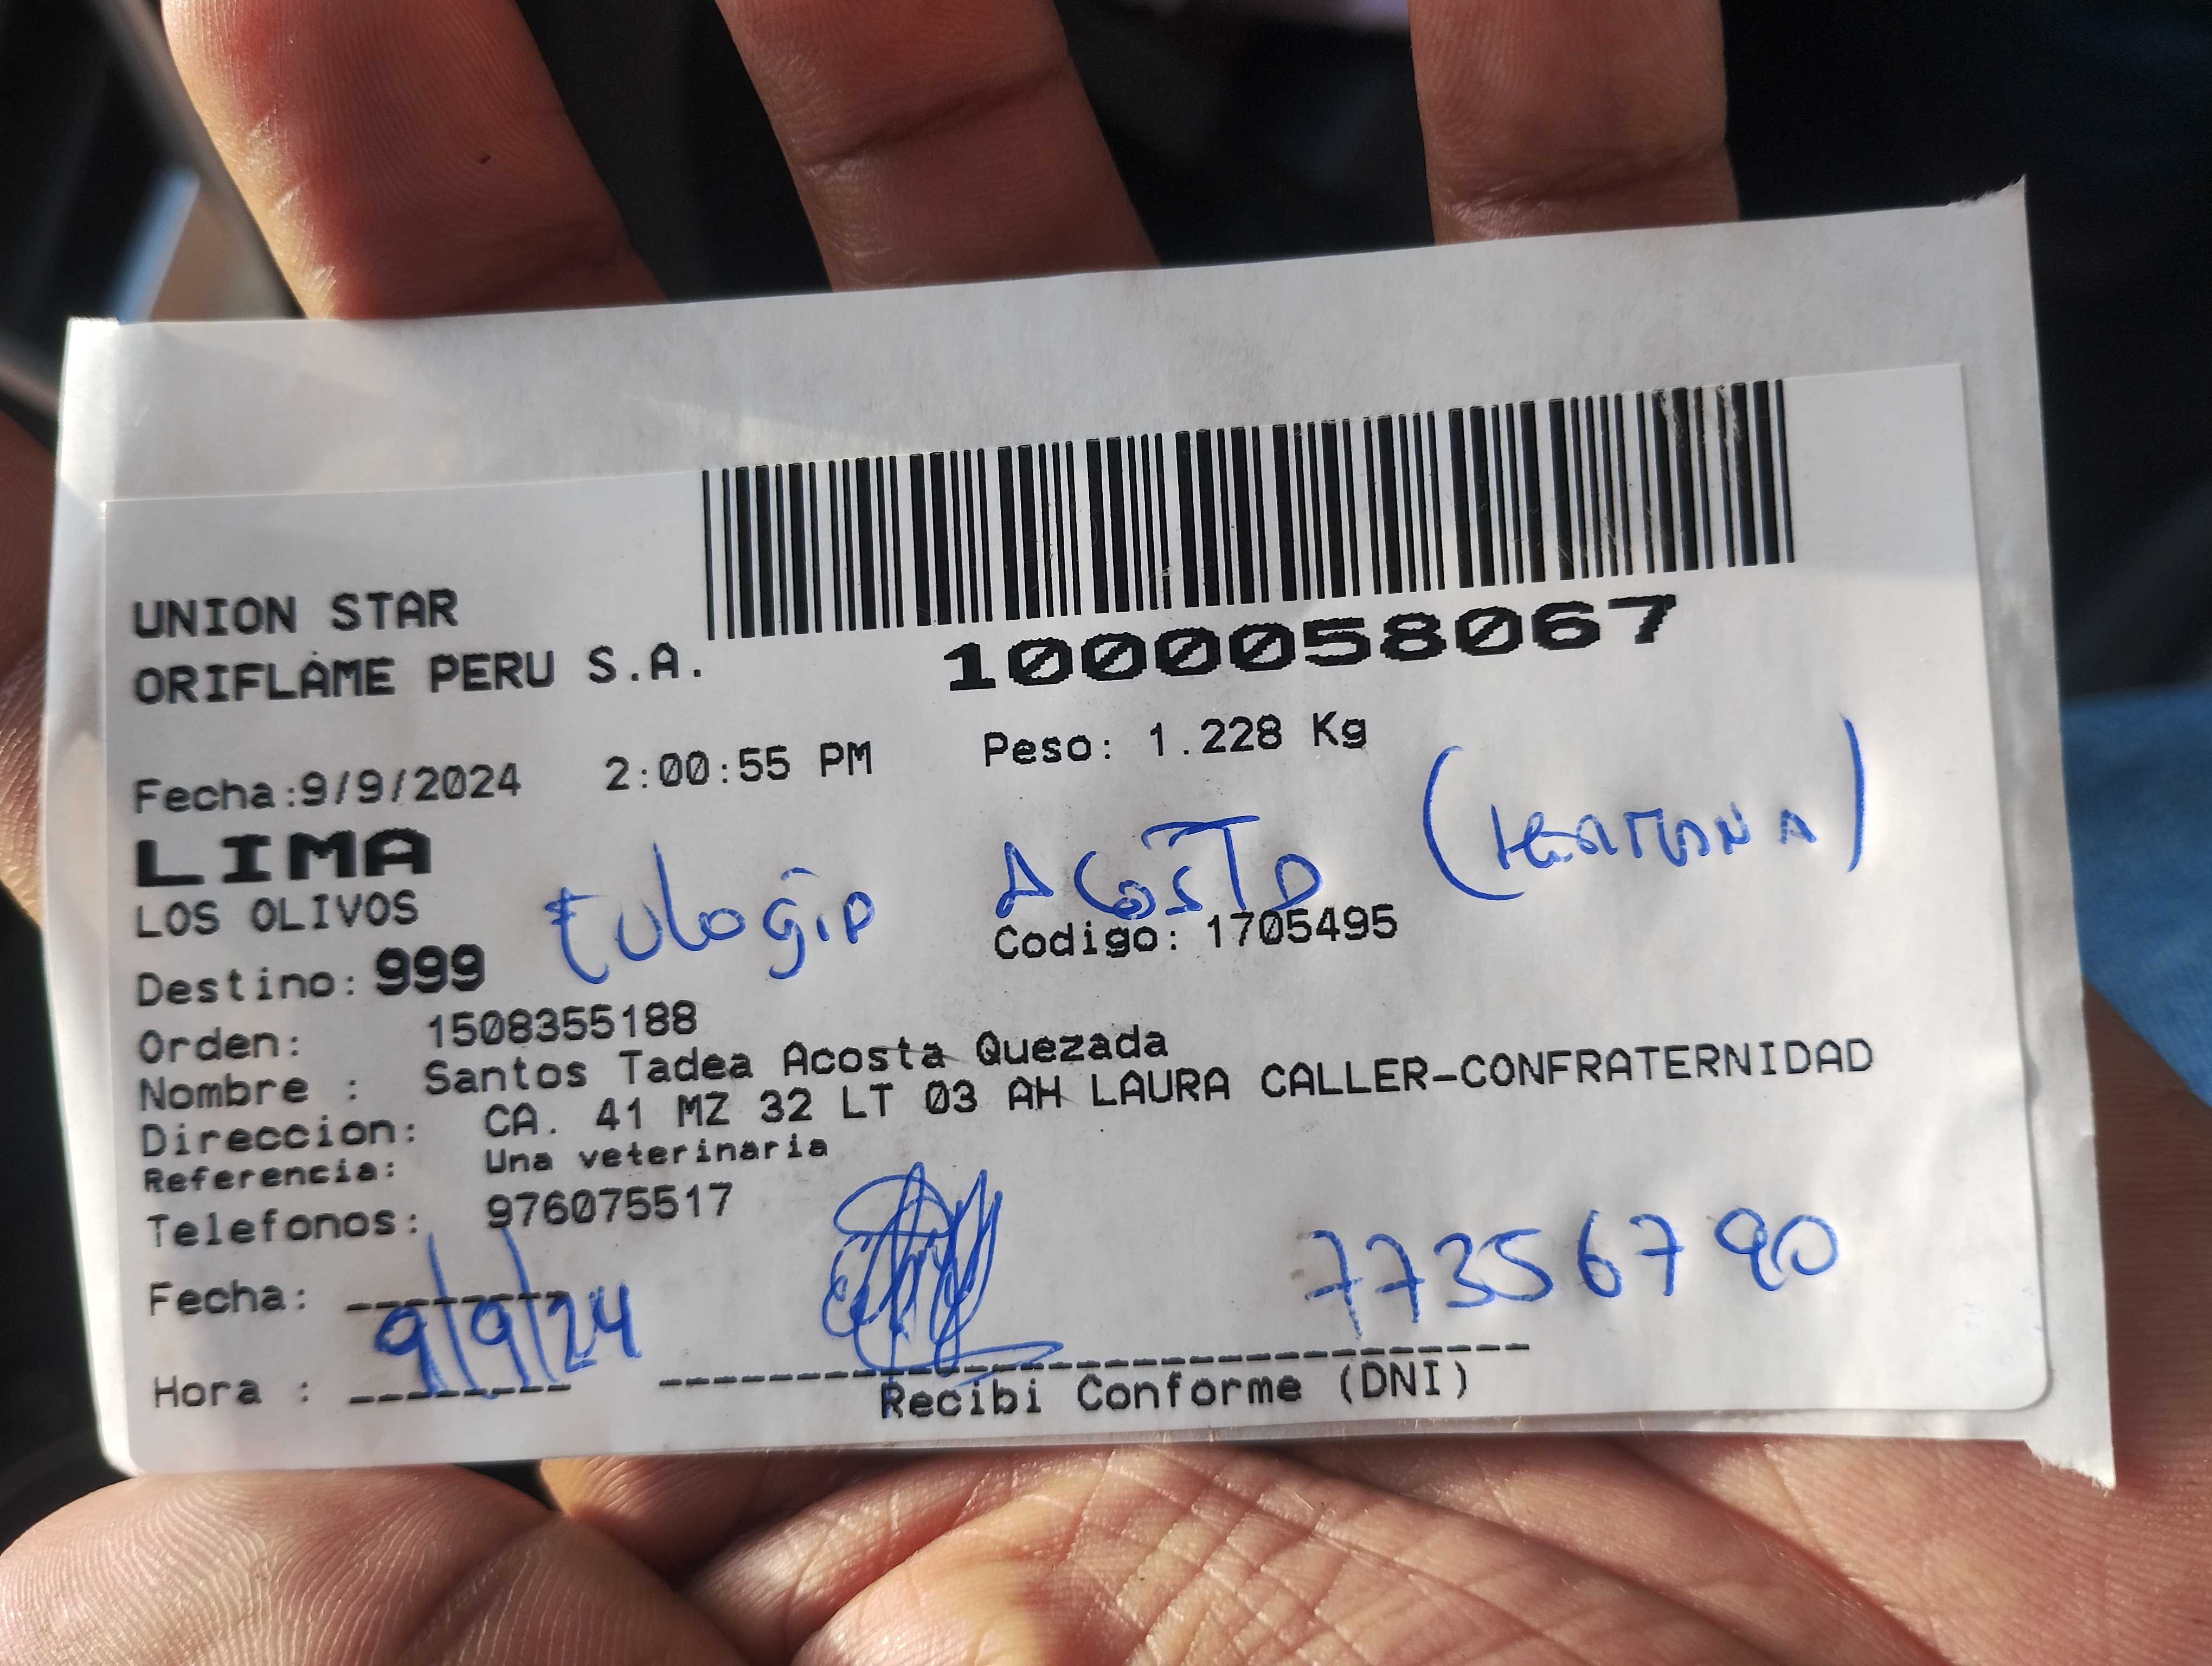 UNION STAR
ORIFLAME PERU S.A.
1000058067
Fecha:9/9/2024 2:00:55 PM Peso: 1.228 Kg
LIMA
LOS OLIVOS
Eulogia Acosta (Hermana)
Destino: 999 Codigo: 1705495
Orden: 1508355188
Nombre : Santos Tadea Acosta Quezada
Direccion: CA. 41 MZ 32 LT 03 AH LAURA CALLER-CONFRATERNIDAD
Referencia: Una veterinaria
Telefonos: 976075517
Fecha: 9/9/24
77356790
Hora :
Recibi Conforme (DNI)